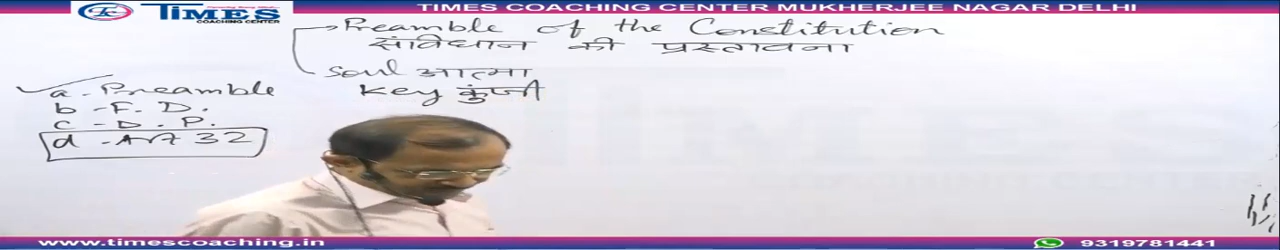 TIMES COACHING CENTER MUKHERJEE NAGAR DELHI
TIMES
COACHING CENTER
Preamble of the Constitution
संविधान की प्रस्तावना
Soul आत्मा
Key कुंजी
a. Preamble
b - F. D.
c - D. P.
d - Art 32
www.timescoaching.in
9319781441